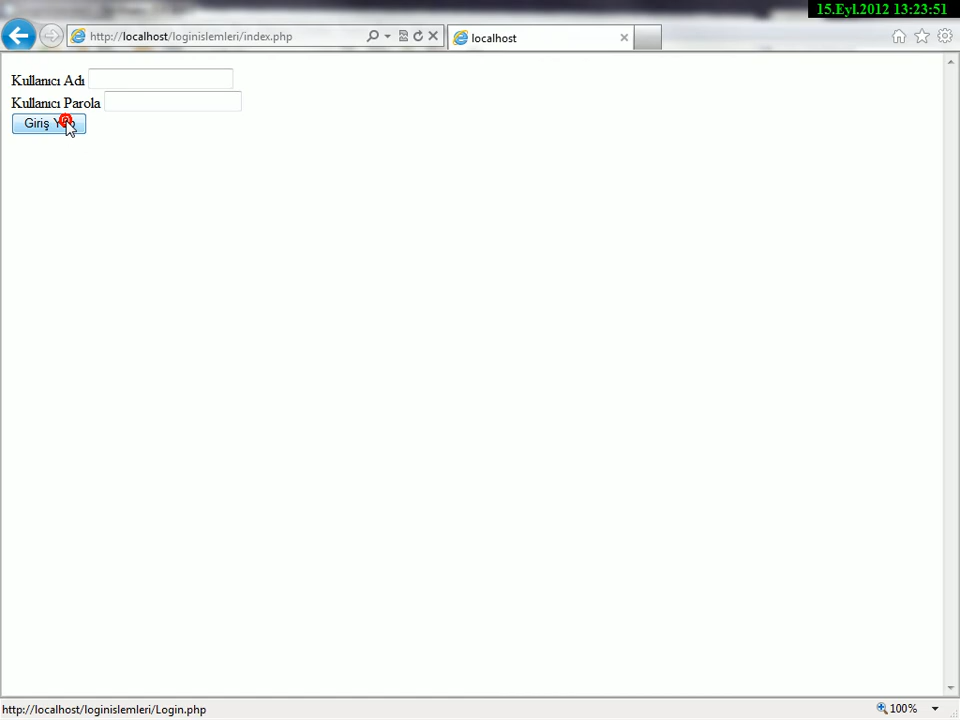 15.Eyl.2012 13:23:51
http://localhost/loginislemleri/index.php
localhost
Kullanıcı Adı
Kullanıcı Parola
Giriş
http://localhost/loginislemleri/Login.php
100%